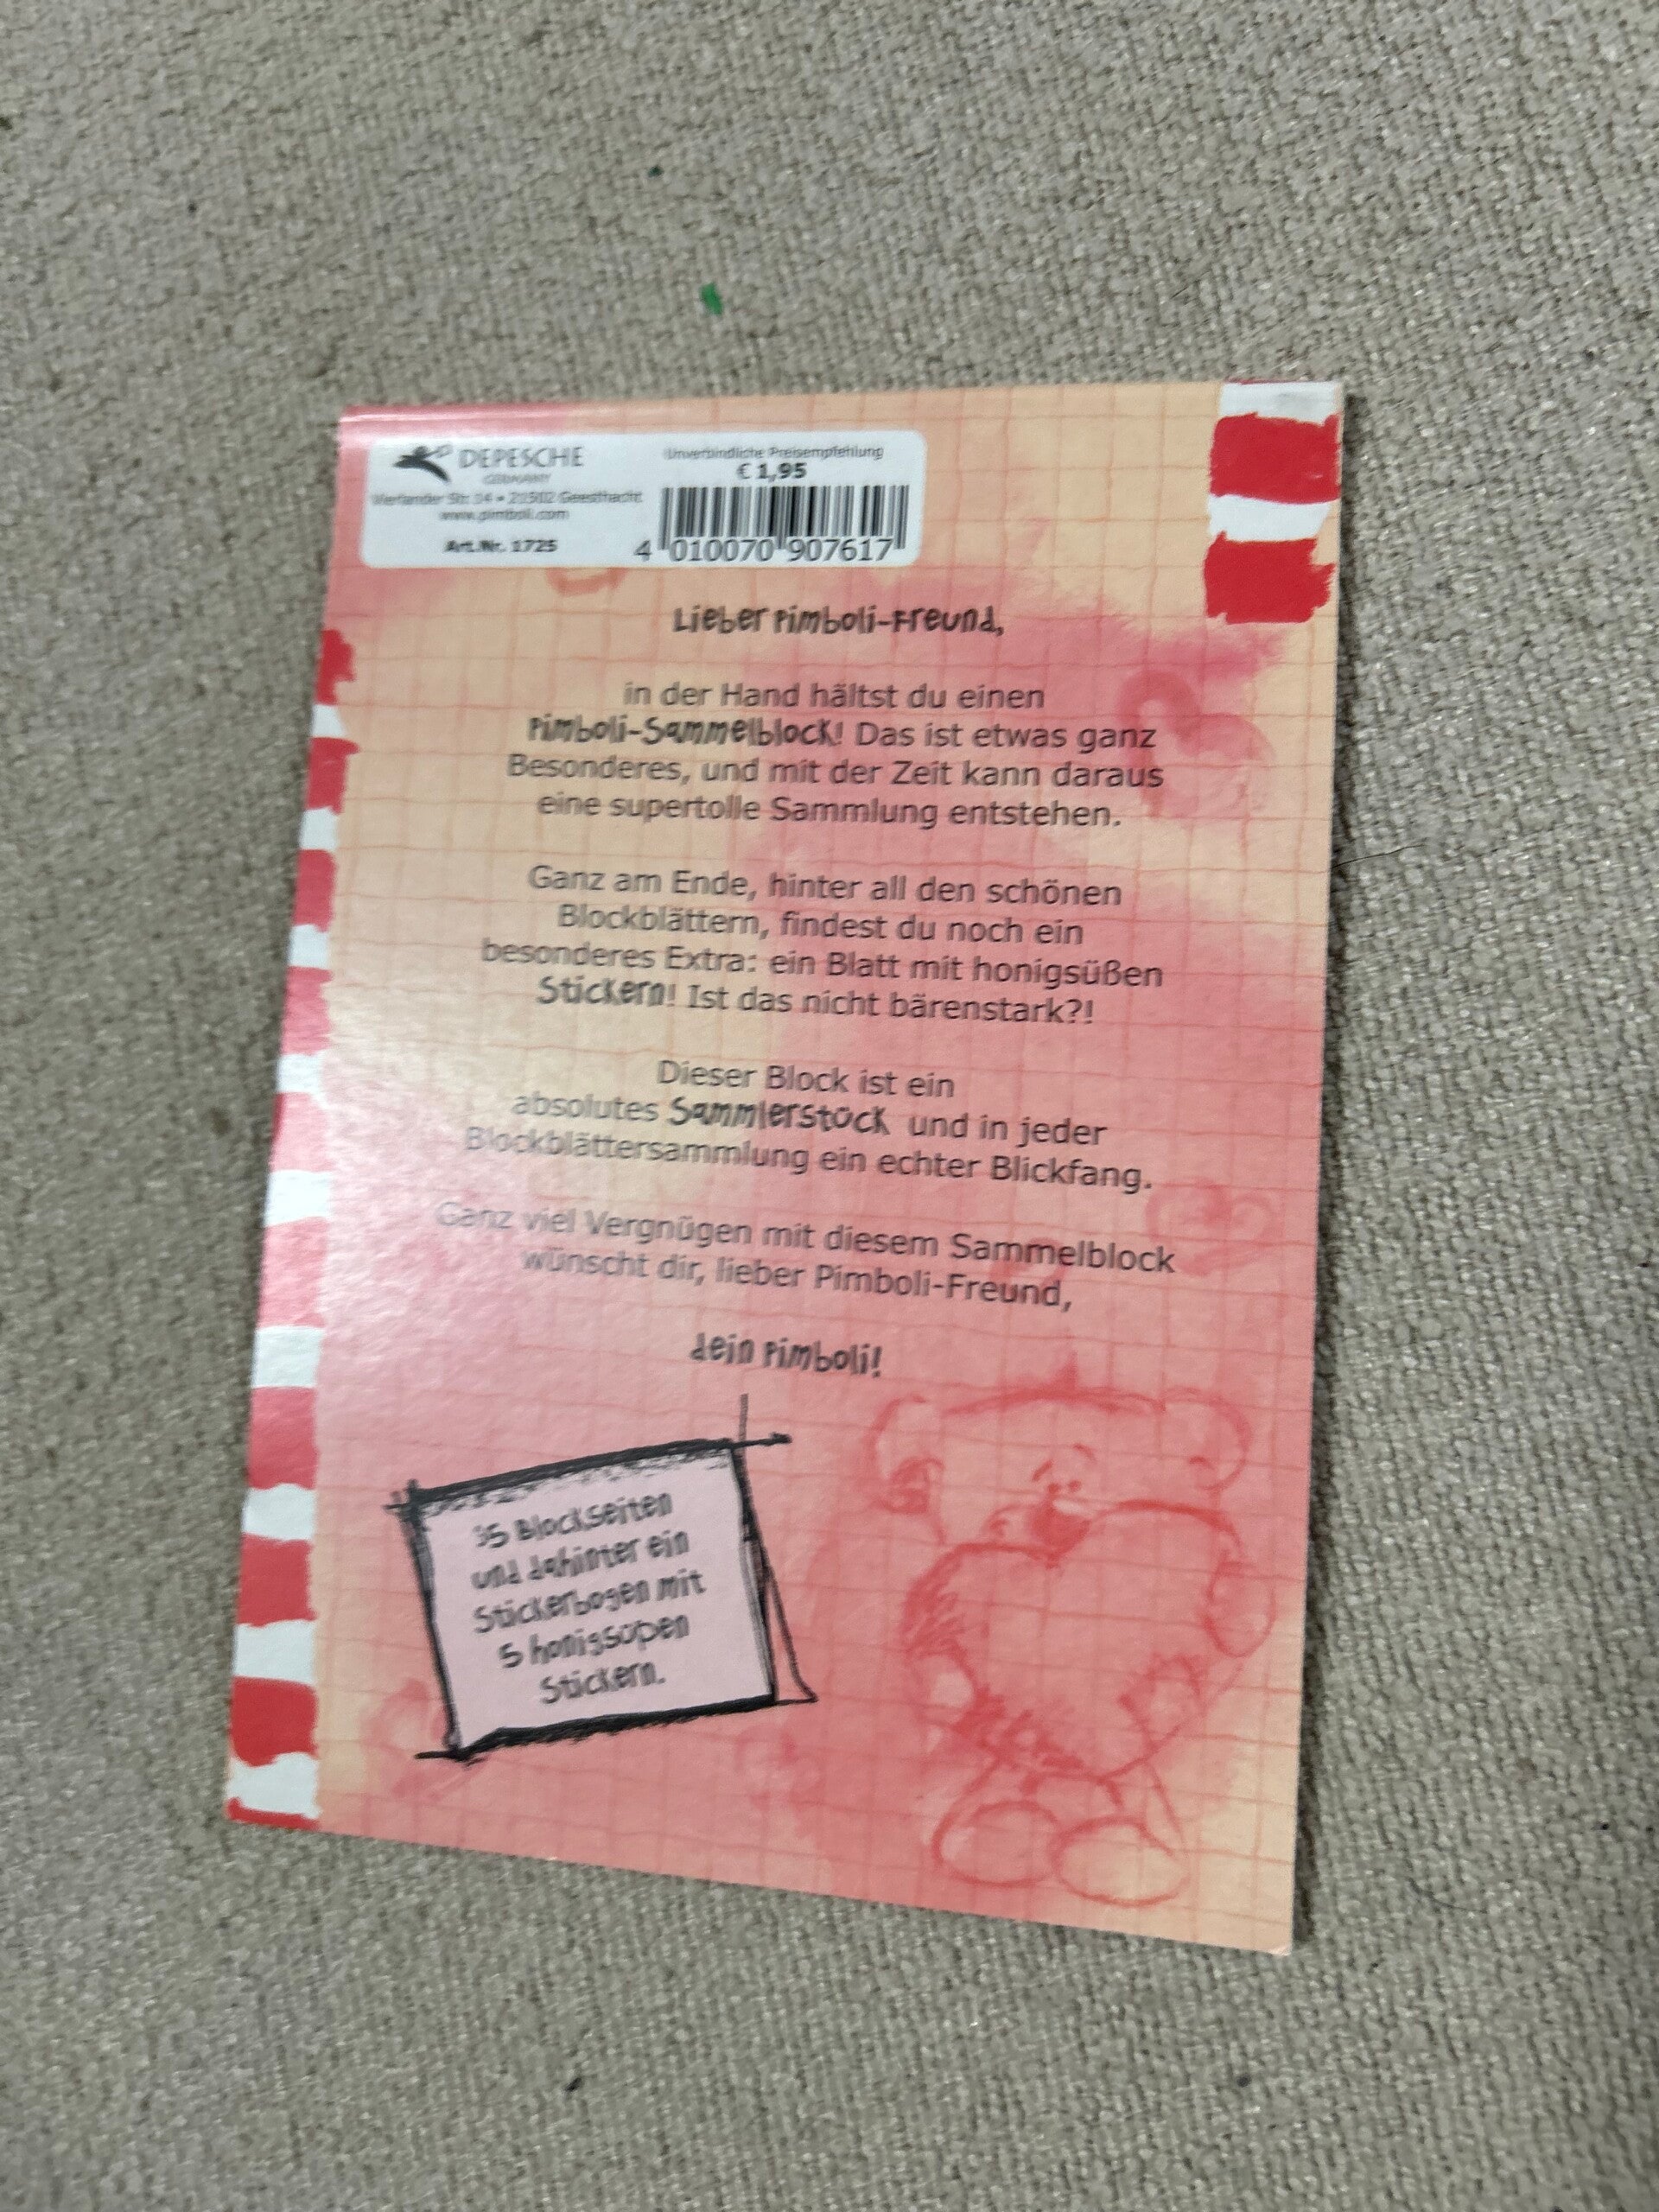 DEPESCHE
GERMANY
Vierlander Str. 14 • 21502 Geesthacht
www.pimboli.com
Art.Nr. 1725
Unverbindliche Preisempfehlung
€ 1,95
4 010070 907617
Lieber Pimboli-Freund,
in der Hand hältst du einen
Pimboli-Sammelblock! Das ist etwas ganz
Besonderes, und mit der Zeit kann daraus
eine supertolle Sammlung entstehen.
Ganz am Ende, hinter all den schönen
Blockblättern, findest du noch ein
besonderes Extra: ein Blatt mit honigsüßen
Stickern! Ist das nicht bärenstark?!
Dieser Block ist ein
absolutes Sammlerstück und in jeder
Blockblättersammlung ein echter Blickfang.
Ganz viel Vergnügen mit diesem Sammelblock
wünscht dir, lieber Pimboli-Freund,
dein Pimboli!
35 Blockseiten
und dahinter ein
Stickerbogen mit
5 honigsüßen
Stickern.